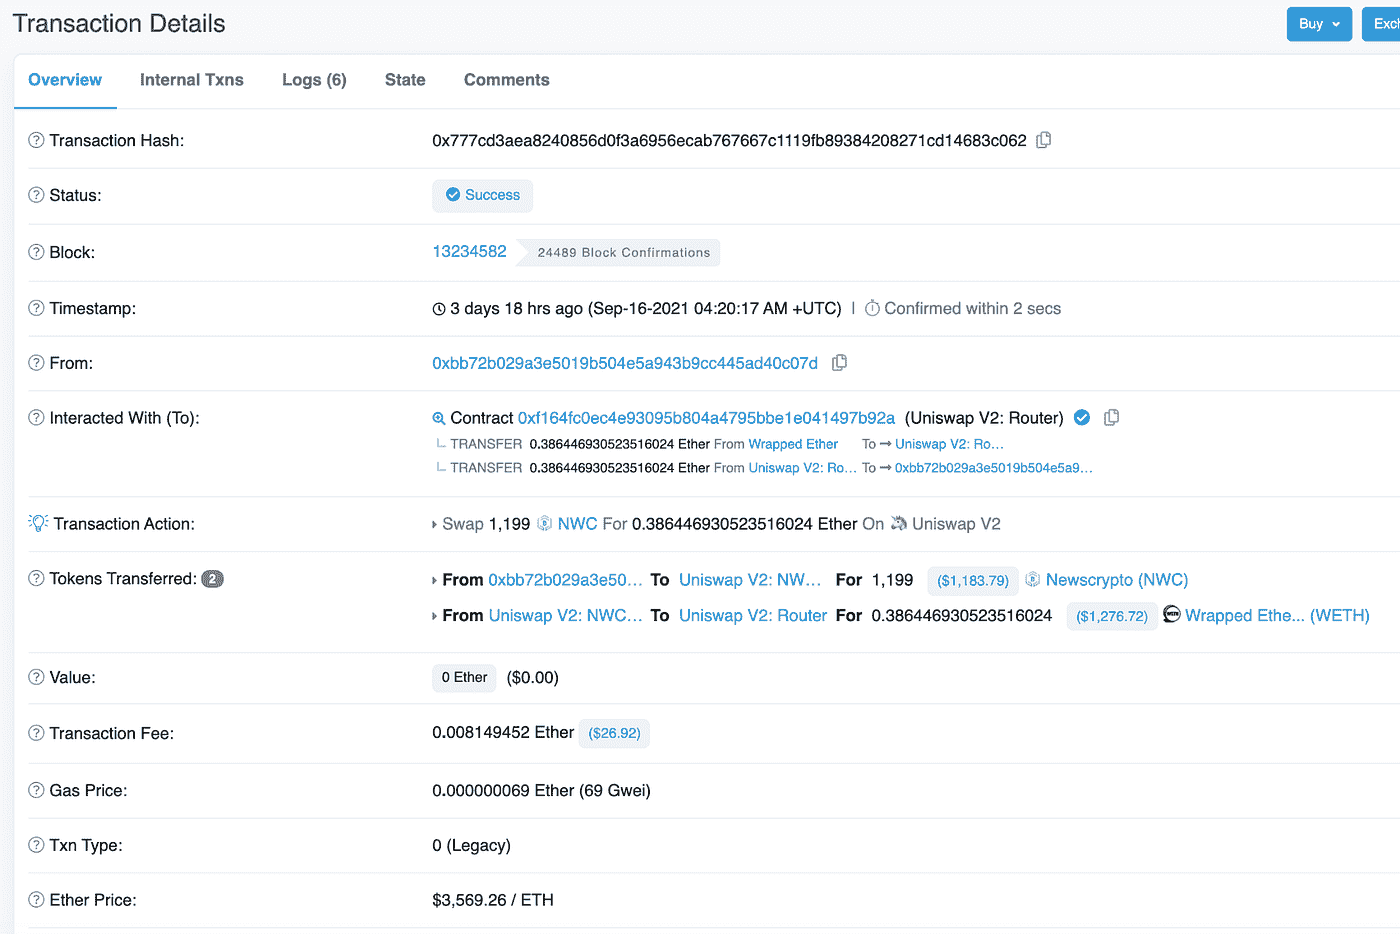 Transaction Details
Buy
Exch
Overview Internal Txns Logs (6) State Comments
Transaction Hash: 0x777cd3aea8240856d0f3a6956ecab767667c1119fb89384208271cd14683c062
Status: Success
Block: 13234582 24489 Block Confirmations
Timestamp: 3 days 18 hrs ago (Sep-16-2021 04:20:17 AM +UTC) | Confirmed within 2 secs
From: 0xbb72b029a3e5019b504e5a943b9cc445ad40c07d
Interacted With (To): Contract 0xf164fc0ec4e93095b804a4795bbe1e041497b92a (Uniswap V2: Router)
TRANSFER 0.386446930523516024 Ether From Wrapped Ether To → Uniswap V2: Ro...
TRANSFER 0.386446930523516024 Ether From Uniswap V2: Ro... To → 0xbb72b029a3e5019b504e5a9...
Transaction Action: Swap 1,199 NWC For 0.386446930523516024 Ether On Uniswap V2
Tokens Transferred: 2 From 0xbb72b029a3e50... To Uniswap V2: NW... For 1,199 ($1,183.79) Newscrypto (NWC)
From Uniswap V2: NWC... To Uniswap V2: Router For 0.386446930523516024 ($1,276.72) Wrapped Ethe... (WETH)
Value: 0 Ether ($0.00)
Transaction Fee: 0.008149452 Ether ($26.92)
Gas Price: 0.000000069 Ether (69 Gwei)
Txn Type: 0 (Legacy)
Ether Price: $3,569.26 / ETH